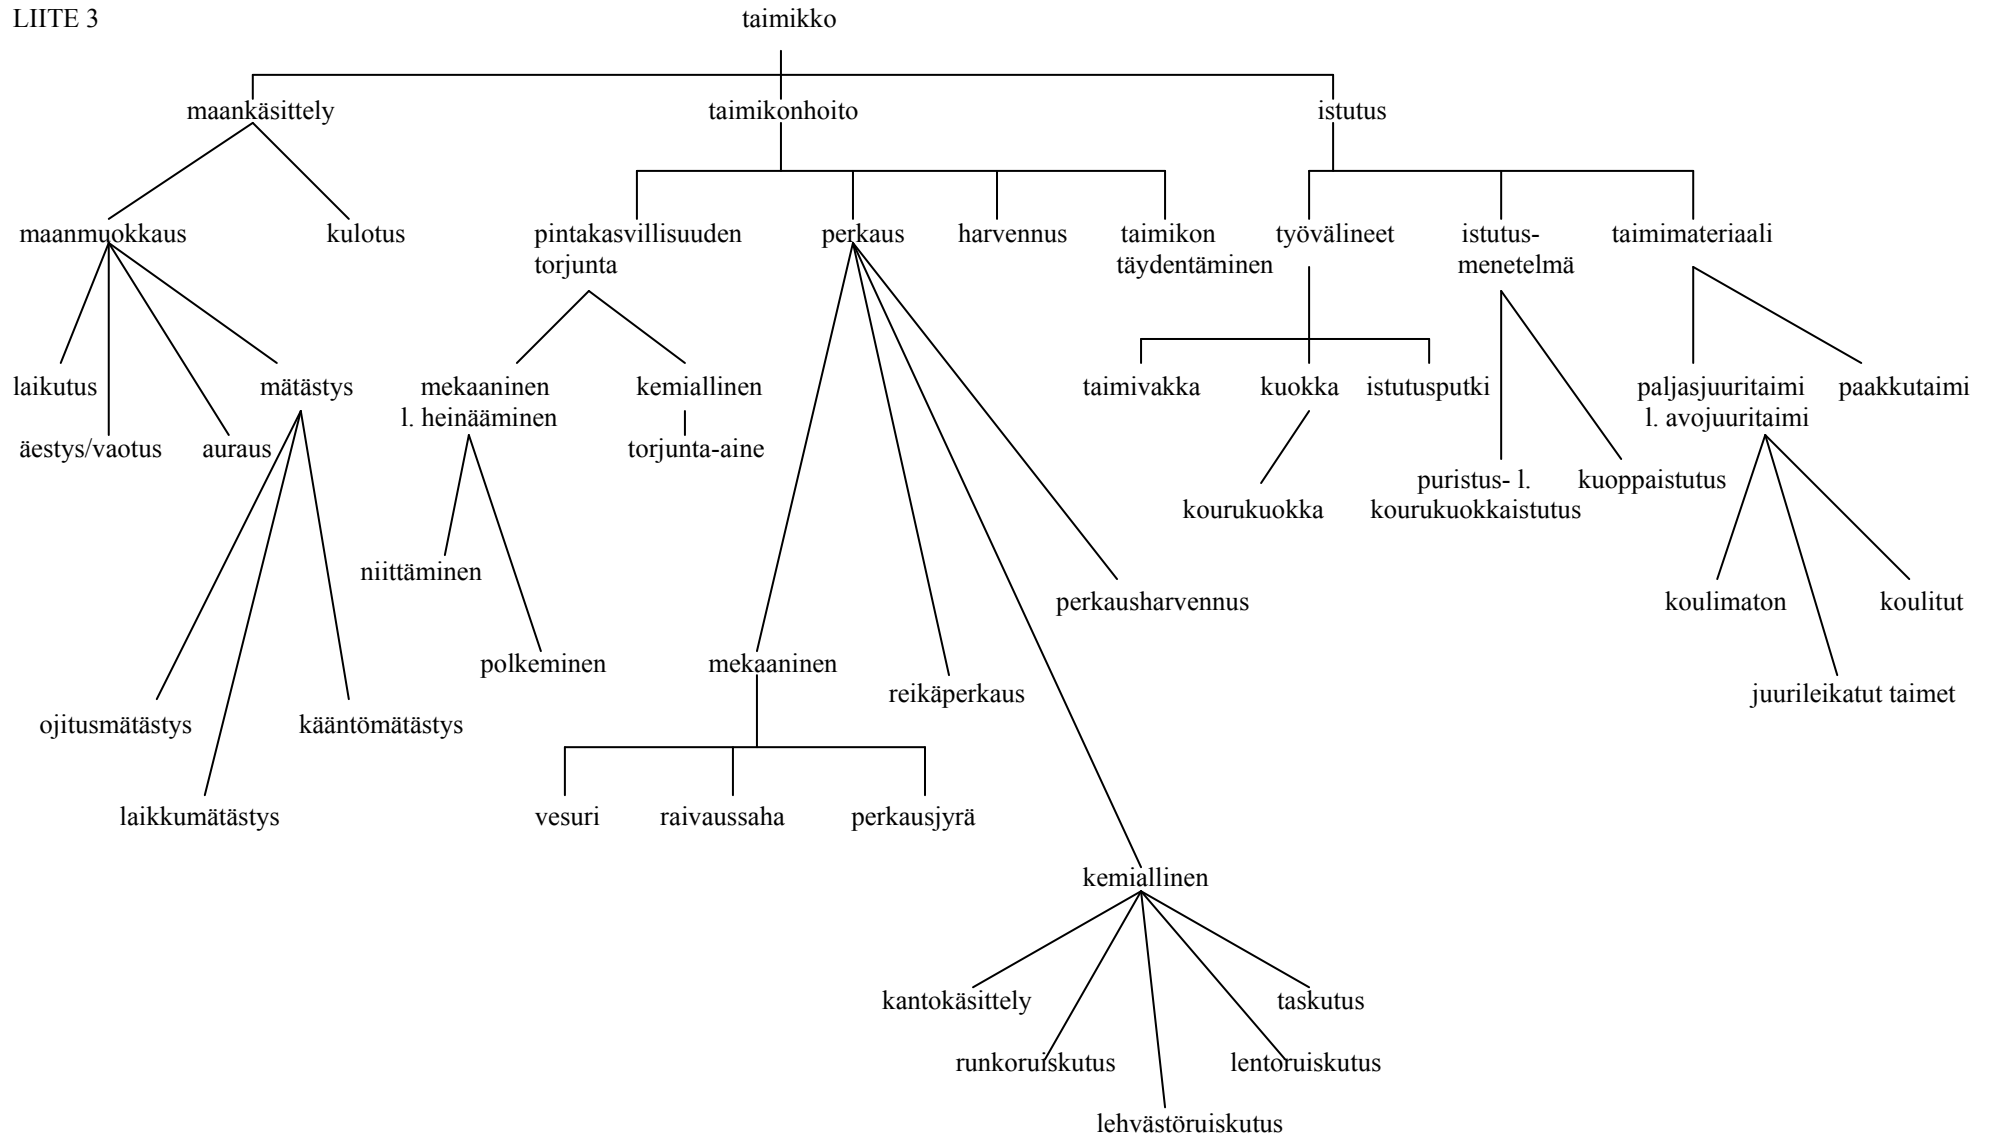 LIITE 3
taimikko
maankäsittely
taimikonhoito
istutus
maanmuokkaus
kulotus
pintakasvillisuuden
torjunta
perkaus
harvennus
taimikon
täydentäminen
työvälineet
istutus-
menetelmä
taimimateriaali
laikutus
mätästys
mekaaninen
l. heinääminen
kemiallinen
taimivakka
kuokka
istutusputki
paljasjuuritaimi
l. avojuuritaimi
paakkutaimi
äestys/vaotus
auraus
torjunta-aine
puristus- l.
kourukuokkaistutus
kuoppaistutus
kourukuokka
niittäminen
perkausharvennus
koulimaton
koulitut
polkeminen
mekaaninen
reikäperkaus
juurileikatut taimet
ojitusmätästys
kääntömätästys
laikkumätästys
vesuri
raivaussaha
perkausjyrä
kemiallinen
kantokäsittely
taskutus
runkoruiskutus
lentoruiskutus
lehvästöruiskutus